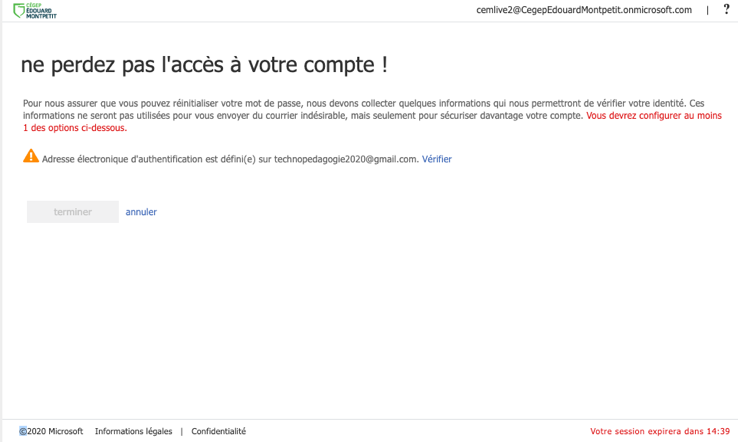 CÉGEP
ÉDOUARD
MONTPETIT
cemlive2@CegepEdouardMontpetit.onmicrosoft.com | ?
ne perdez pas l'accès à votre compte !
Pour nous assurer que vous pouvez réinitialiser votre mot de passe, nous devons collecter quelques informations qui nous permettront de vérifier votre identité. Ces
informations ne seront pas utilisées pour vous envoyer du courrier indésirable, mais seulement pour sécuriser davantage votre compte. Vous devrez configurer au moins
1 des options ci-dessous.
Adresse électronique d'authentification est défini(e) sur technopedagogie2020@gmail.com. Vérifier
terminer annuler
©2020 Microsoft Informations légales | Confidentialité Votre session expirera dans 14:39